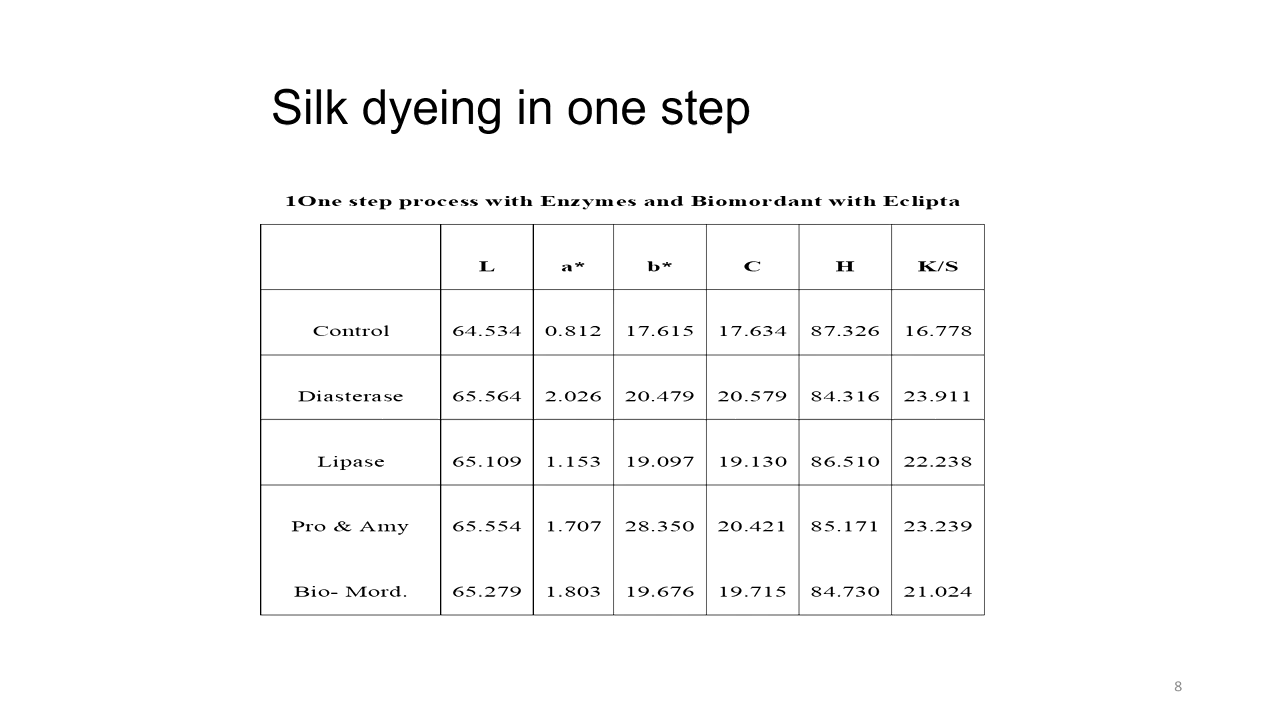 Silk dyeing in one step
1One step process with Enzymes and Biomordant with Eclipta
L a* b* C H K/S
Control 64.534 0.812 17.615 17.634 87.326 16.778
Diasterase 65.564 2.026 20.479 20.579 84.316 23.911
Lipase 65.109 1.153 19.097 19.130 86.510 22.238
Pro & Amy 65.554 1.707 28.350 20.421 85.171 23.239
Bio- Mord. 65.279 1.803 19.676 19.715 84.730 21.024
8